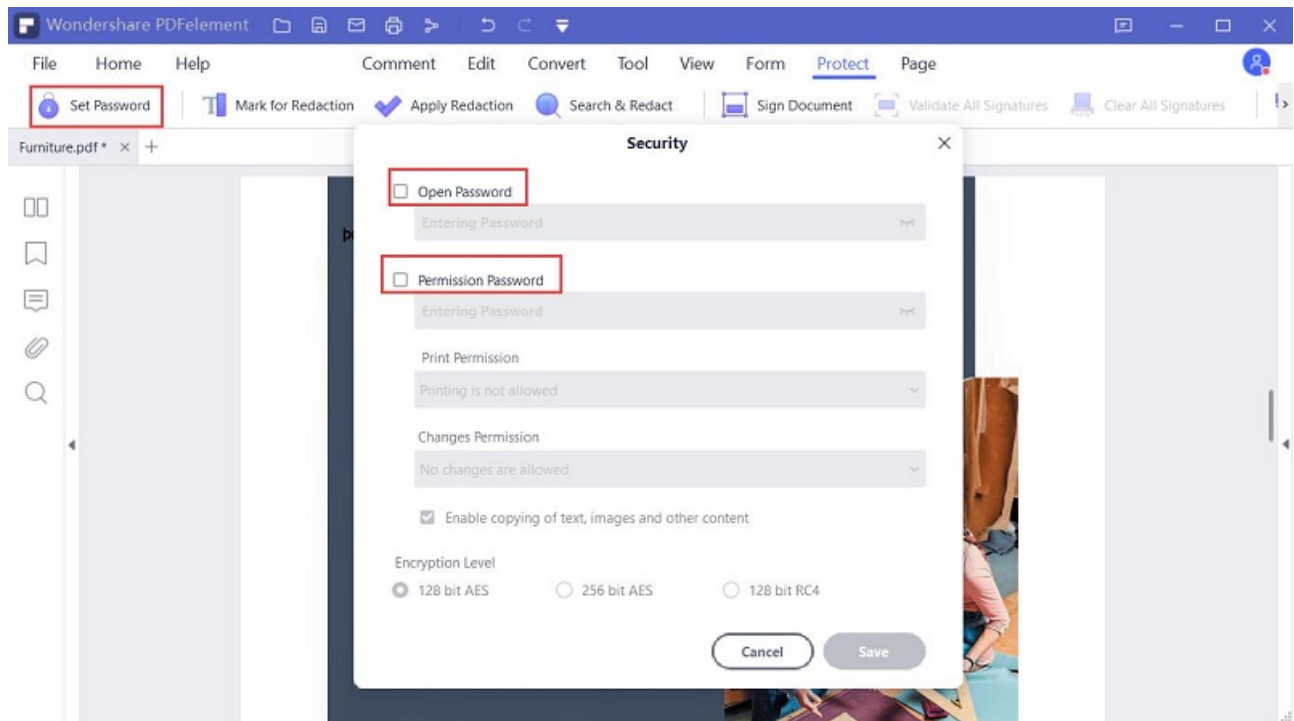 Wondershare PDFelement
File Home Help Comment Edit Convert Tool View Form Protect Page
Set Password Mark for Redaction Apply Redaction Search & Redact Sign Document Validate All Signatures Clear All Signatures
Furniture.pdf *
Security
Open Password
Entering Password
Permission Password
Entering Password
Print Permission
Printing is not allowed
Changes Permission
No changes are allowed
Enable copying of text, images and other content
Encryption Level
128 bit AES 256 bit AES 128 bit RC4
Cancel Save